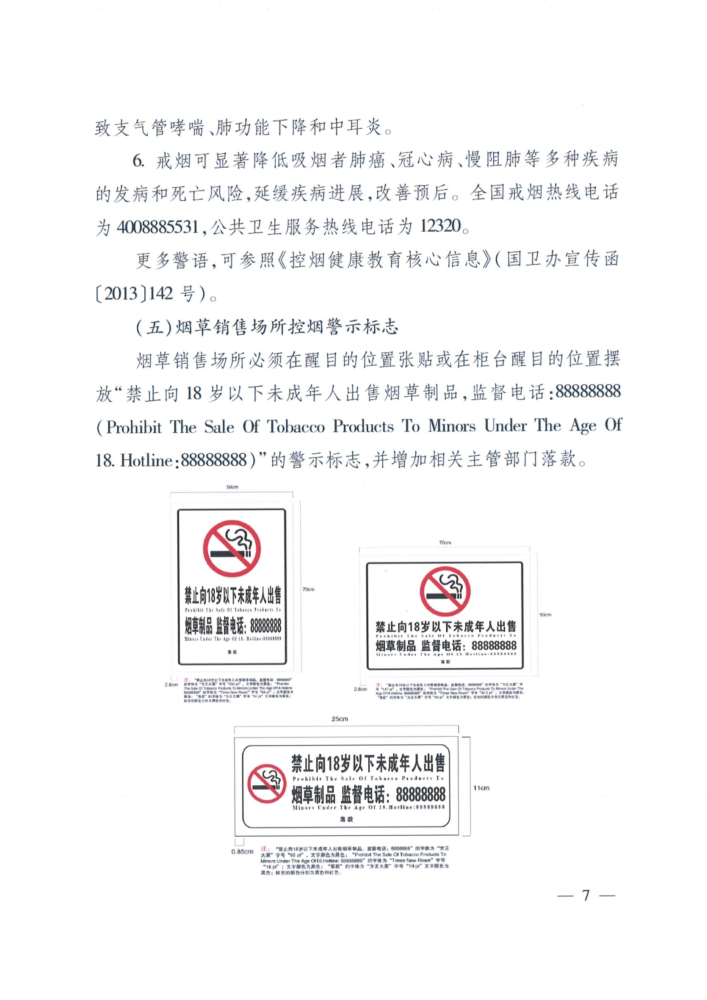 致支气管哮喘、肺功能下降和中耳炎。
6. 戒烟可显著降低吸烟者肺癌、冠心病、慢阻肺等多种疾病
的发病和死亡风险,延缓疾病进展,改善预后。全国戒烟热线电话
为 4008885531,公共卫生服务热线电话为 12320。
更多警语,可参照《控烟健康教育核心信息》(国卫办宣传函
〔2013〕142 号)。
(五)烟草销售场所控烟警示标志
烟草销售场所必须在醒目的位置张贴或在柜台醒目的位置摆
放“禁止向 18 岁以下未成年人出售烟草制品,监督电话:88888888
(Prohibit The Sale Of Tobacco Products To Minors Under The Age Of
18. Hotline:88888888)”的警示标志,并增加相关主管部门落款。
50cm
禁止向18岁以下未成年人出售
Prohibit The Sale Of Tobacco Products To
烟草制品 监督电话：88888888
Minors Under The Age Of 18. Hotline:88888888
落款
70cm
2.8cm
注：“禁止向18岁以下未成年人出售烟草制品，监督电话：8888888”
的字体为“方正大黑”字号“233 pt”，文字颜色为黑色；“Prohibit
The Sale Of Tobacco Products To Minors Under The Age Of18.Hotline:
88888888”的字体为“Times New Roam”字号“64 pt”；文字颜色为
黑色；“落款”的字体为“方正大黑”字号“51 pt”文字颜色为黑色；
标志的颜色分别为黑色和红色。
70cm
禁止向18岁以下未成年人出售
Prohibit The Sale Of Tobacco Products To
烟草制品 监督电话：88888888
Minors Under The Age Of 18.Hotline:88888888
落款
50cm
2.8cm
注：“禁止向18岁以下未成年人出售烟草制品，监督电话：8888888”的字体为“方正大黑”字
号“147 pt”，文字颜色为黑色；“Prohibit The Sale Of Tobacco Products To Minors Under The
Age Of18.Hotline: 88888888”的字体为“Times New Roam”字号“40.5 pt”；文字颜色为黑色；
“落款”的字体为“方正大黑”字号“50 pt”文字颜色为黑色；标志的颜色分别为黑色和红色。
25cm
禁止向18岁以下未成年人出售
Prohibit The Sale Of Tobacco Products To
烟草制品 监督电话：88888888
Minors Under The Age Of 18.Hotline:88888888
落款
11cm
0.85cm
注：“禁止向18岁以下未成年人出售烟草制品，监督电话：8888888”的字体为“方正
大黑”字号“65 pt”，文字颜色为黑色；“Prohibit The Sale Of Tobacco Products To
Minors Under The Age Of18.Hotline: 88888888”的字体为“Times New Roam”字号
“18 pt”；文字颜色为黑色；“落款”的字体为“方正大黑”字号“19 pt”文字颜色为
黑色；标志的颜色分别为黑色和红色。
— 7 —